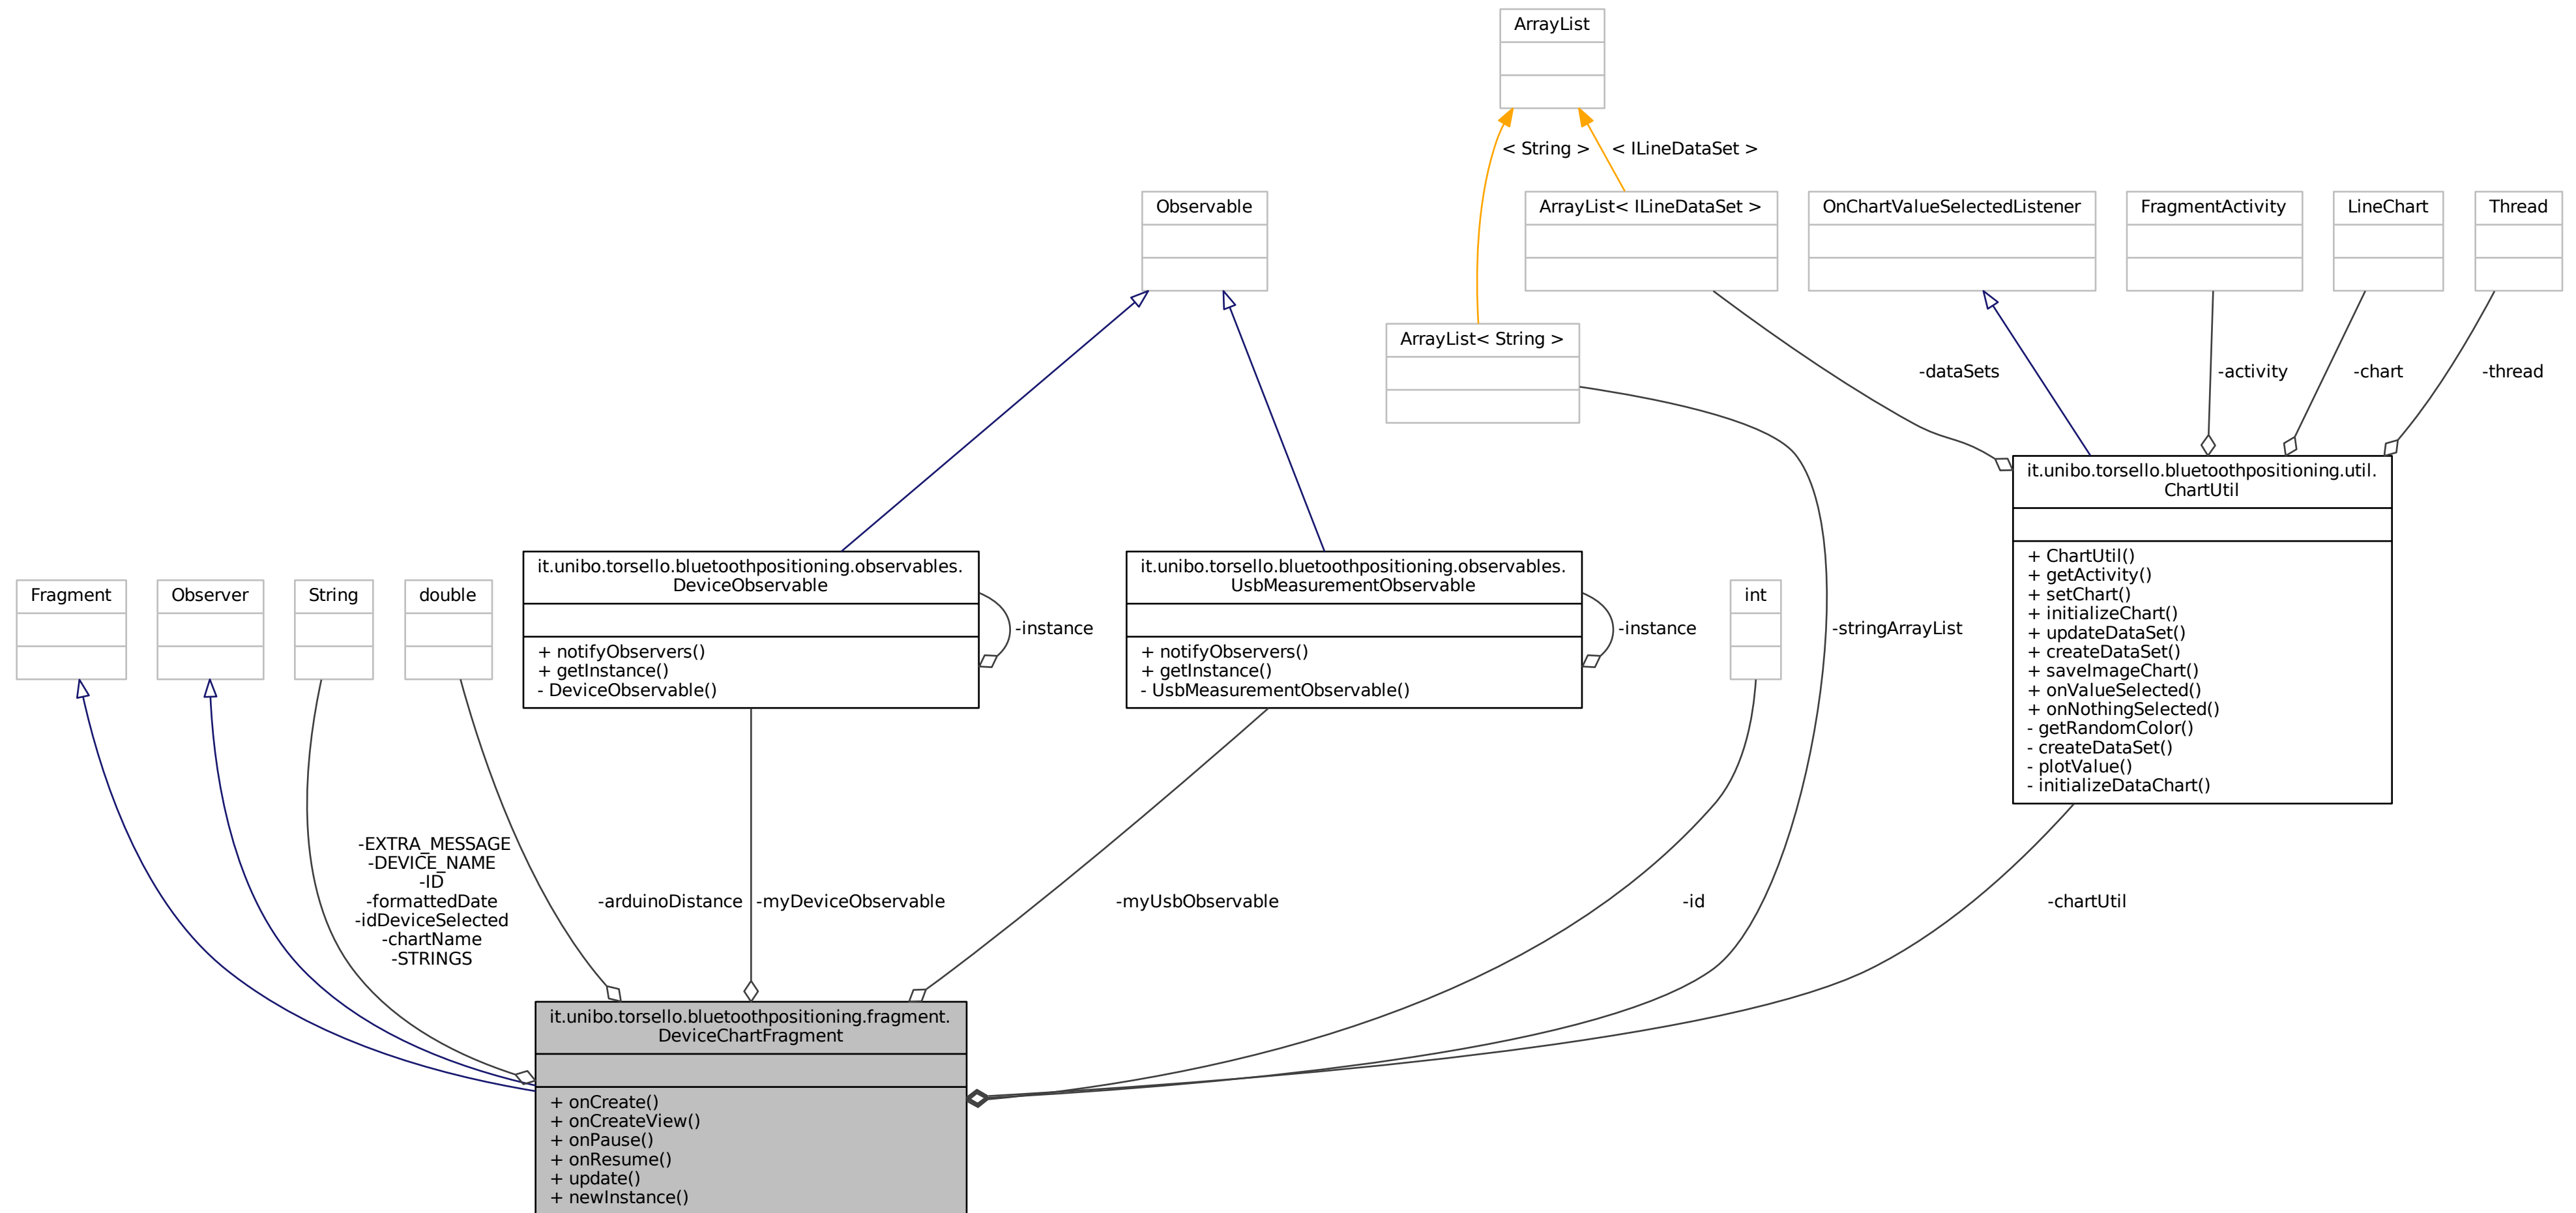 ArrayList
< String >
< ILineDataSet >
Observable
ArrayList< ILineDataSet >
OnChartValueSelectedListener
FragmentActivity
LineChart
Thread
ArrayList< String >
-dataSets
-activity
-chart
-thread
it.unibo.torsello.bluetoothpositioning.util.
ChartUtil
+ ChartUtil()
+ getActivity()
+ setChart()
+ initializeChart()
+ updateDataSet()
+ createDataSet()
+ saveImageChart()
+ onValueSelected()
+ onNothingSelected()
- getRandomColor()
- createDataSet()
- plotValue()
- initializeDataChart()
Fragment
Observer
String
double
it.unibo.torsello.bluetoothpositioning.observables.
DeviceObservable
+ notifyObservers()
+ getInstance()
- DeviceObservable()
-instance
it.unibo.torsello.bluetoothpositioning.observables.
UsbMeasurementObservable
+ notifyObservers()
+ getInstance()
- UsbMeasurementObservable()
-instance
int
-stringArrayList
-EXTRA_MESSAGE
-DEVICE_NAME
-ID
-formattedDate
-idDeviceSelected
-chartName
-STRINGS
-arduinoDistance
-myDeviceObservable
-myUsbObservable
-id
-chartUtil
it.unibo.torsello.bluetoothpositioning.fragment.
DeviceChartFragment
+ onCreate()
+ onCreateView()
+ onPause()
+ onResume()
+ update()
+ newInstance()